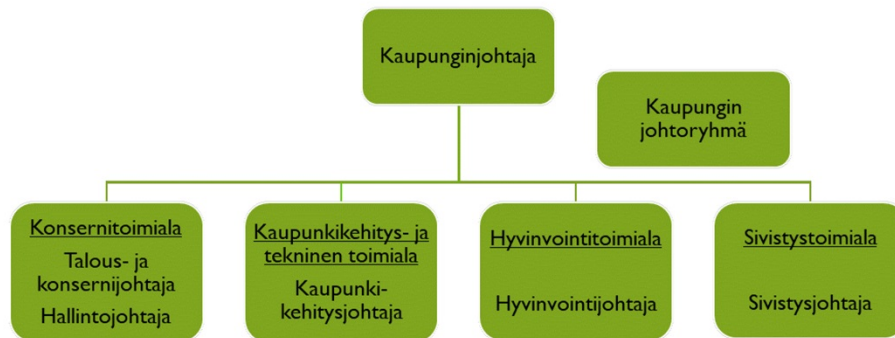 Kaupunginjohtaja
Kaupungin
johtoryhmä
Konsernitoimiala
Talous- ja
konsernijohtaja
Hallintojohtaja
Kaupunkikehitys- ja
tekninen toimiala
Kaupunki-
kehitysjohtaja
Hyvinvointitoimiala
Hyvinvointijohtaja
Sivistystoimiala
Sivistysjohtaja